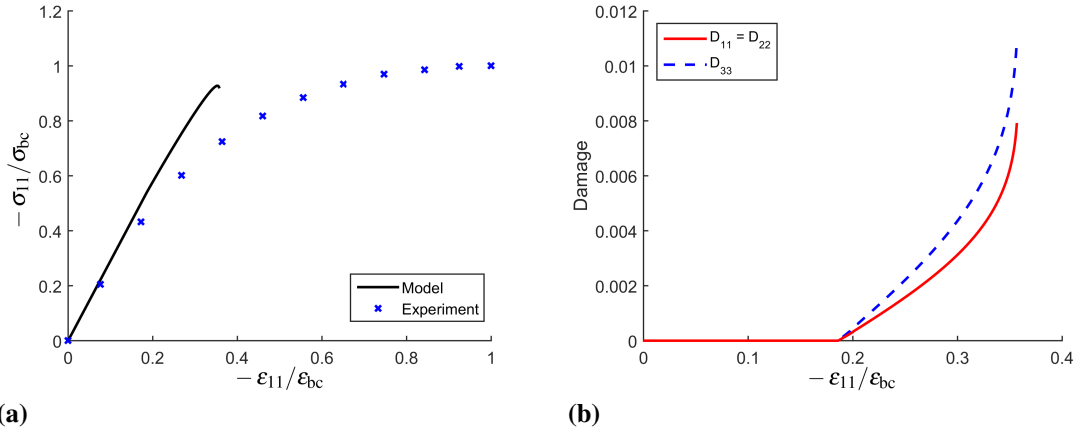 1.2
1
0.8
0.6
0.4
0.2
0
0 0.2 0.4 0.6 0.8 1
− σ₁₁/σbc
− ε₁₁/εbc
Model
Experiment
(a)
0.012
0.01
0.008
0.006
0.004
0.002
0
0 0.1 0.2 0.3 0.4
Damage
− ε₁₁/εbc
D₁₁ = D₂₂
D₃₃
(b)